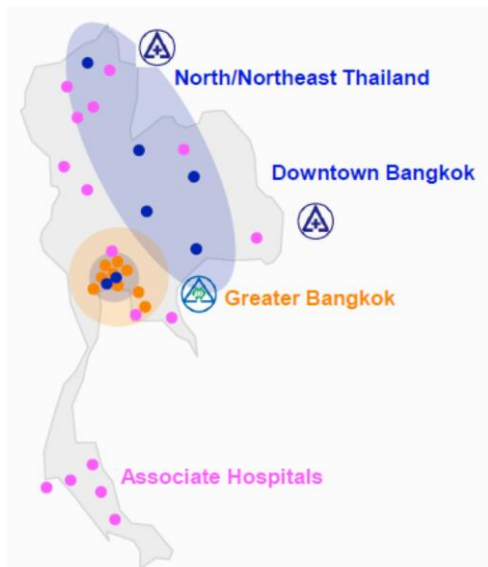 North/Northeast Thailand
Downtown Bangkok
Greater Bangkok
Associate Hospitals